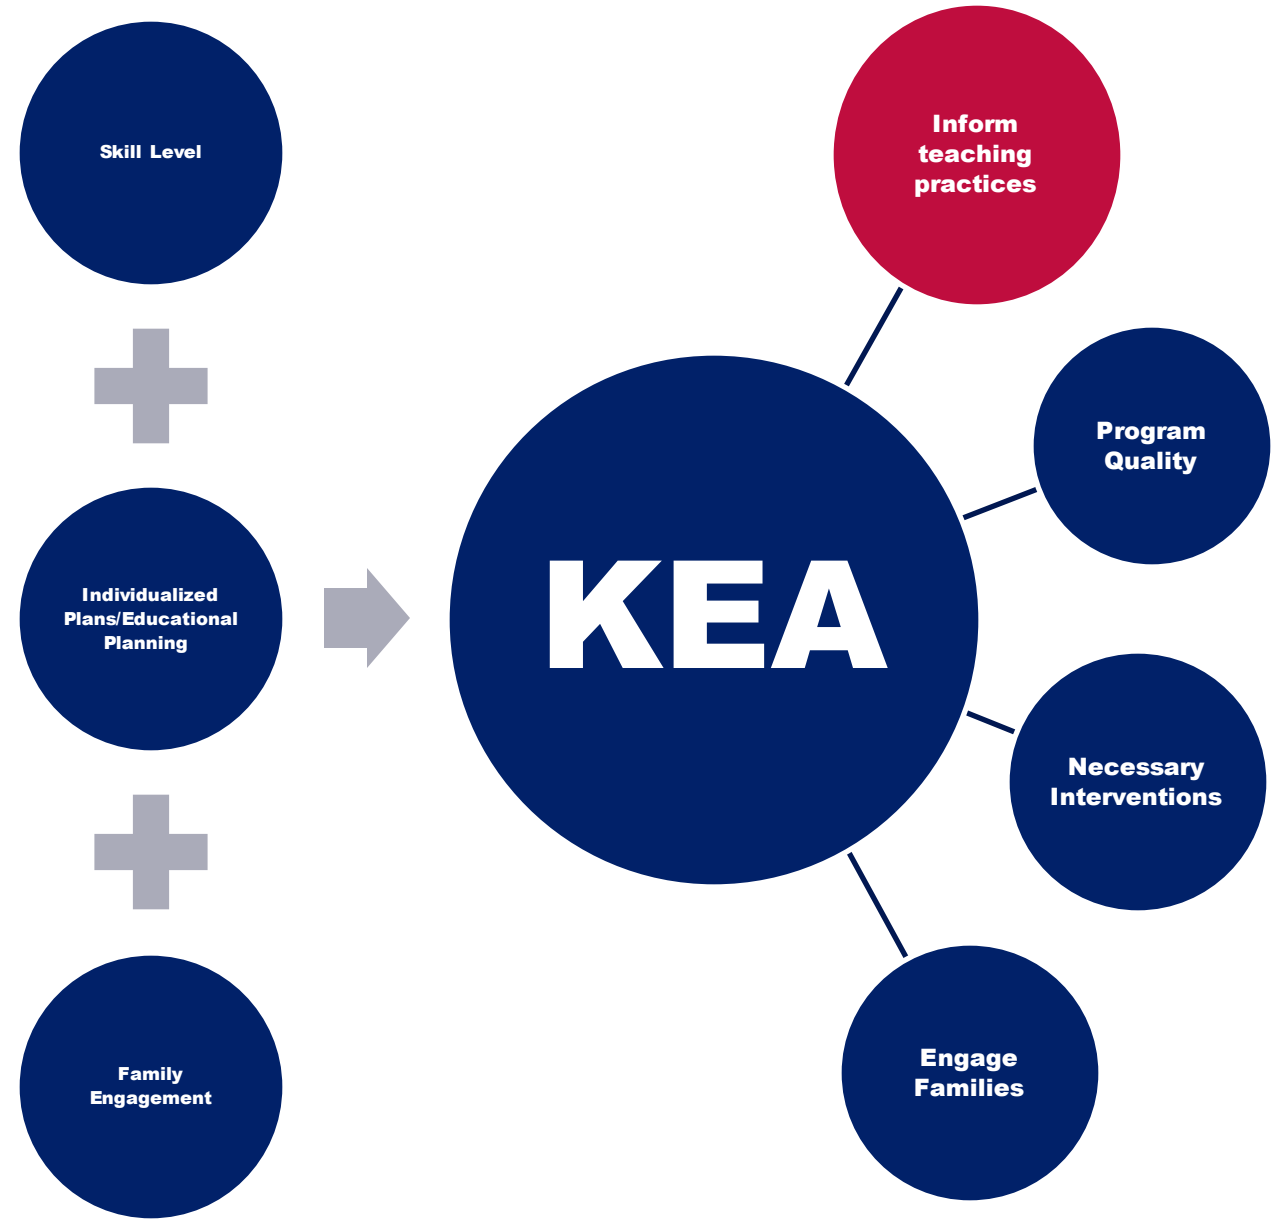 Skill Level
Individualized
Plans/Educational
Planning
Family
Engagement
KEA
Inform
teaching
practices
Program
Quality
Necessary
Interventions
Engage
Families